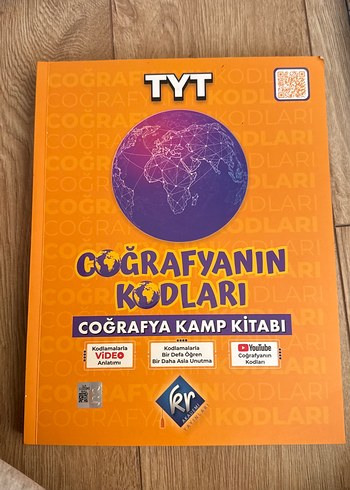 TYT
COĞRAFYANIN
KODLARI
COĞRAFYA KAMP KİTABI
Kodlamalarla
VİDEO
Anlatımı
Kodlamalarla
Bir Defa Öğren
Bir Daha Asla Unutma
YouTube
Coğrafyanın
Kodları
kr